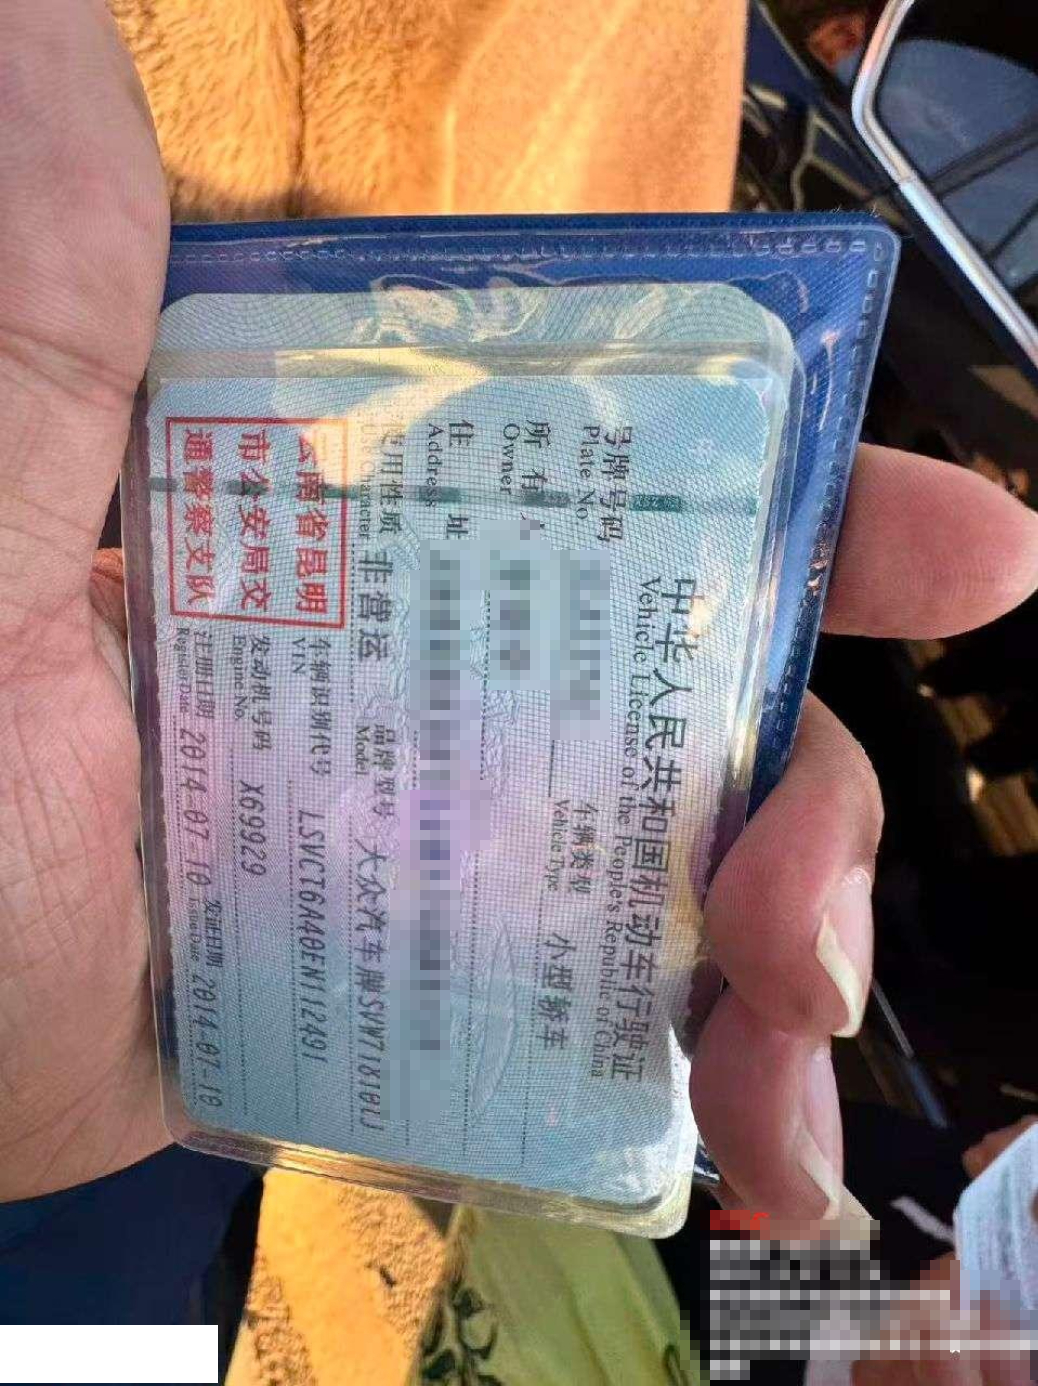 中华人民共和国机动车行驶证
Vehicle License of the People's Republic of China
号牌号码
Plate No.
车辆类型 小型轿车
Vehicle Type
所有人
Owner
住址
Address
使用性质 非营运
Use Character
品牌型号 大众汽车牌SVW71810LJ
Model
云南省昆明
市公安局交
通警察支队
车辆识别代号 LSVCT6A40EN112491
VIN
发动机号码 X69929
Engine No.
注册日期 2014-07-10
Register Date
发证日期 2014-07-10
Issue Date